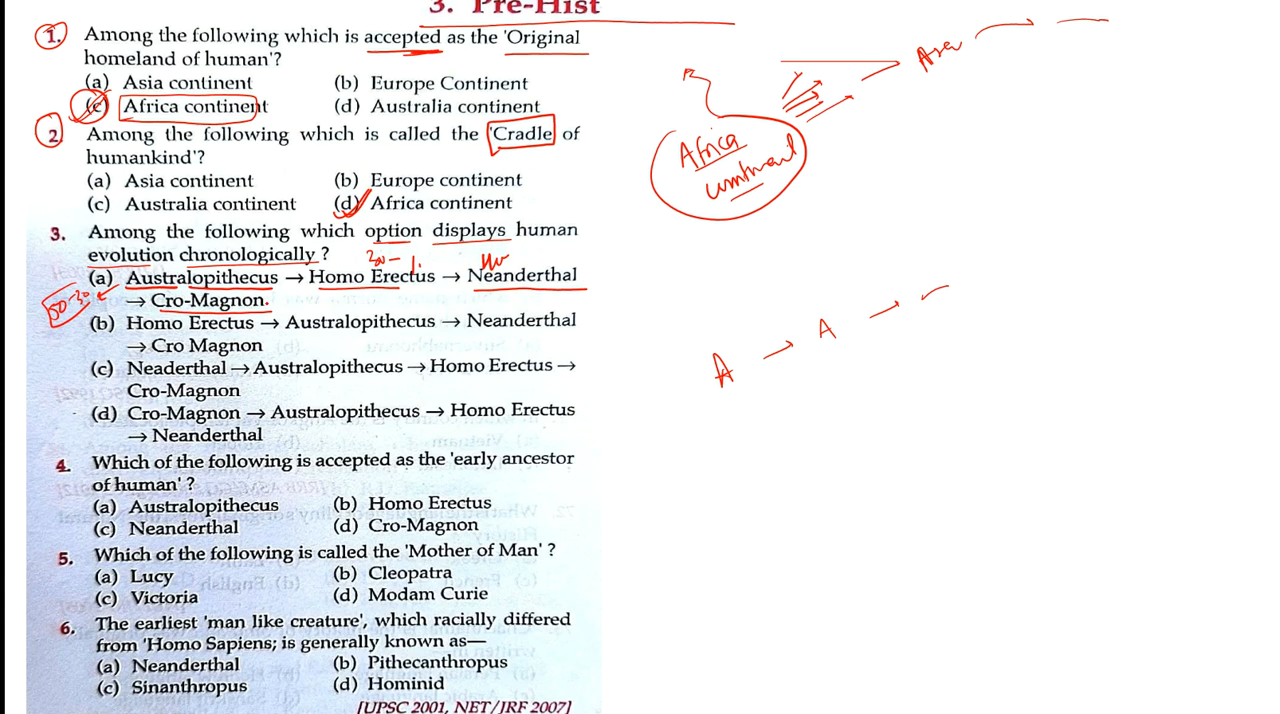 3. Pre-Hist
1. Among the following which is accepted as the 'Original
homeland of human'?
(a) Asia continent (b) Europe Continent
(c) Africa continent (d) Australia continent
2 Among the following which is called the 'Cradle of
humankind'?
(a) Asia continent (b) Europe continent
(c) Australia continent (d) Africa continent
3. Among the following which option displays human
evolution chronologically ?
(a) Australopithecus → Homo Erectus → Neanderthal
→ Cro-Magnon.
50-30
(b) Homo Erectus → Australopithecus → Neanderthal
→ Cro Magnon
(c) Neaderthal → Australopithecus → Homo Erectus →
Cro-Magnon
(d) Cro-Magnon → Australopithecus → Homo Erectus
→ Neanderthal
4. Which of the following is accepted as the 'early ancestor
of human' ?
(a) Australopithecus (b) Homo Erectus
(c) Neanderthal (d) Cro-Magnon
5. Which of the following is called the 'Mother of Man' ?
(a) Lucy (b) Cleopatra
(c) Victoria (d) Modam Curie
6. The earliest 'man like creature', which racially differed
from 'Homo Sapiens; is generally known as—
(a) Neanderthal (b) Pithecanthropus
(c) Sinanthropus (d) Hominid
[UPSC 2001, NET/JRF 2007]
Africa
A → A →